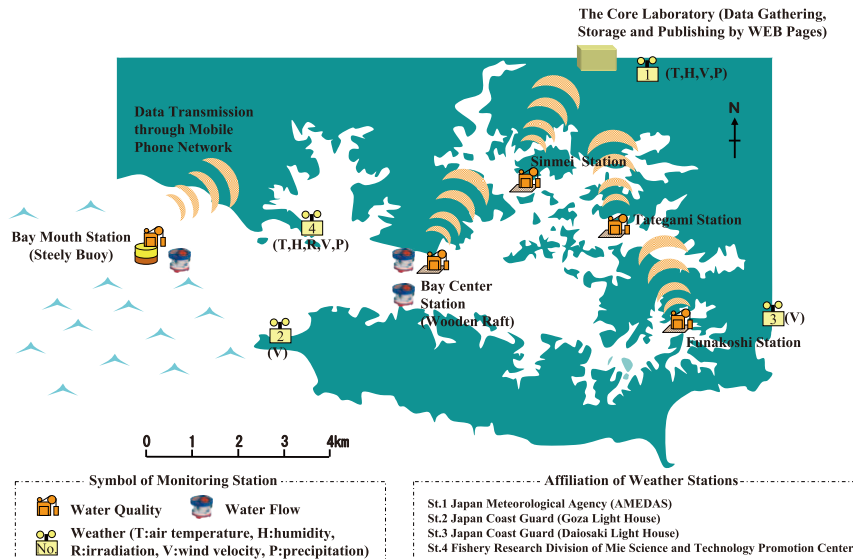 The Core Laboratory (Data Gathering,
Storage and Publishing by WEB Pages)
1
(T,H,V,P)
Data Transmission
through Mobile
Phone Network
N
Sinmei Station
Tategami Station
Bay Mouth Station
(Steely Buoy)
4
(T,H,R,V,P)
Bay Center
Station
(Wooden Raft)
2
(V)
3
(V)
Funakoshi Station
0 1 2 3 4km
Symbol of Monitoring Station
Water Quality
Water Flow
No.
Weather (T:air temperature, H:humidity,
R:irradiation, V:wind velocity, P:precipitation)
Affiliation of Weather Stations
St.1 Japan Meteorological Agency (AMEDAS)
St.2 Japan Coast Guard (Goza Light House)
St.3 Japan Coast Guard (Daiosaki Light House)
St.4 Fishery Research Division of Mie Science and Technology Promotion Center